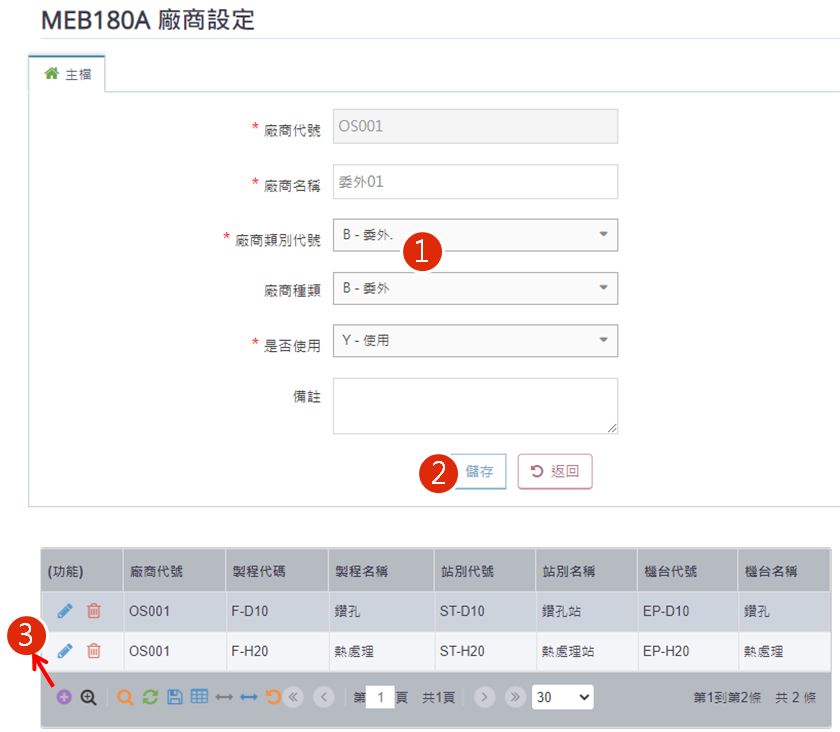 MEB180A 廠商設定
主檔
* 廠商代號 OS001
* 廠商名稱 委外01
* 廠商類別代號 B - 委外.
1
廠商種類 B - 委外
* 是否使用 Y - 使用
備註
2 儲存 返回
(功能) 廠商代號 製程代碼 製程名稱 站別代號 站別名稱 機台代號 機台名稱
OS001 F-D10 鑽孔 ST-D10 鑽孔站 EP-D10 鑽孔
3
OS001 F-H20 熱處理 ST-H20 熱處理站 EP-H20 熱處理
第 1 頁 共1頁 30 第1到第2條 共 2 條